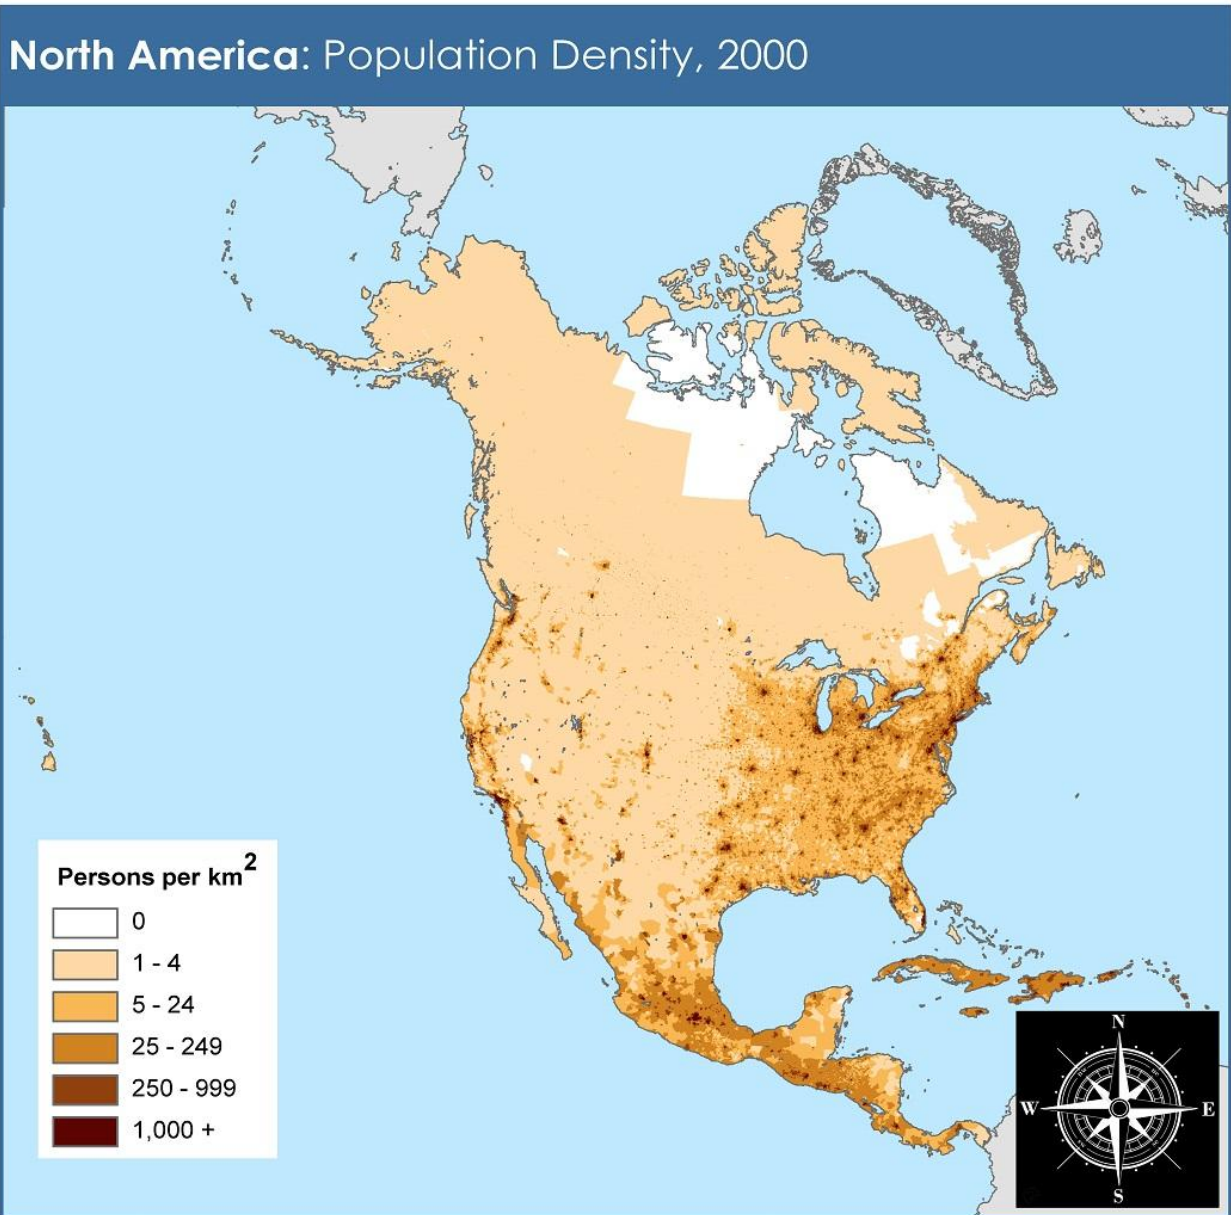 North America: Population Density, 2000
Persons per km²
0
1 - 4
5 - 24
25 - 249
250 - 999
1,000 +
N
W E
S